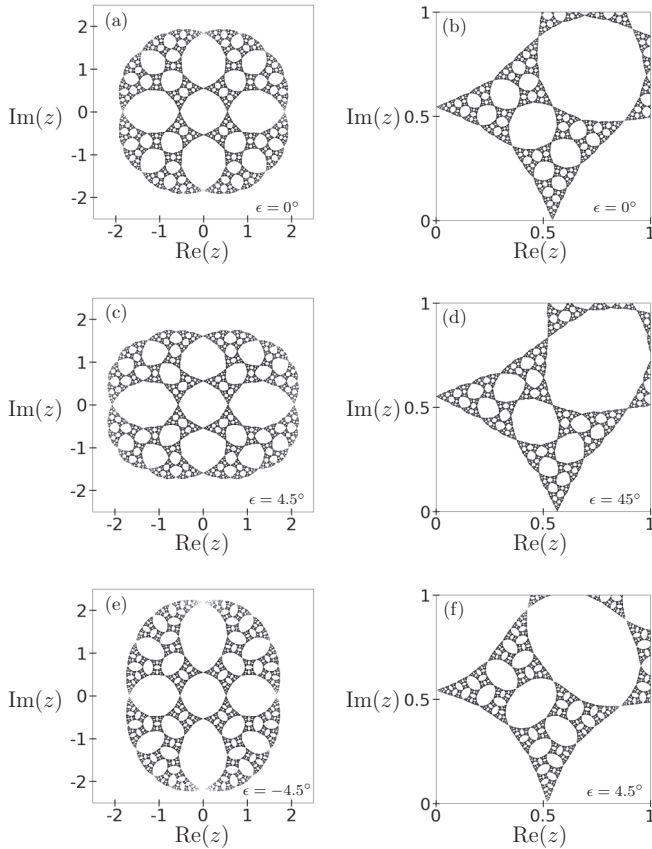 (a)
2
1
Im(z)
0
-1
-2
ϵ = 0°
-2 -1 0 1 2
Re(z)
(b)
1
Im(z)
0.5
0
ϵ = 0°
0 0.5 1
Re(z)
(c)
2
1
Im(z)
0
-1
-2
ϵ = 4.5°
-2 -1 0 1 2
Re(z)
(d)
1
Im(z)
0.5
0
ϵ = 45°
0 0.5 1
Re(z)
(e)
2
1
Im(z)
0
-1
-2
ϵ = −4.5°
-2 -1 0 1 2
Re(z)
(f)
1
Im(z)
0.5
0
ϵ = 4.5°
0 0.5 1
Re(z)